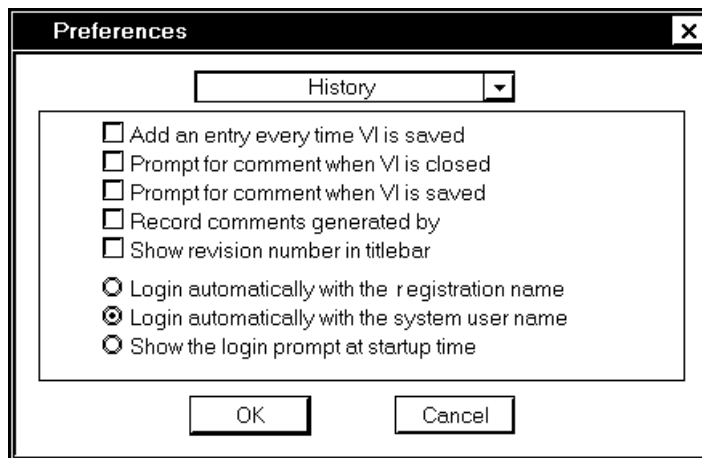 Preferences
History
Add an entry every time VI is saved
Prompt for comment when VI is closed
Prompt for comment when VI is saved
Record comments generated by
Show revision number in titlebar
Login automatically with the registration name
Login automatically with the system user name
Show the login prompt at startup time
OK Cancel